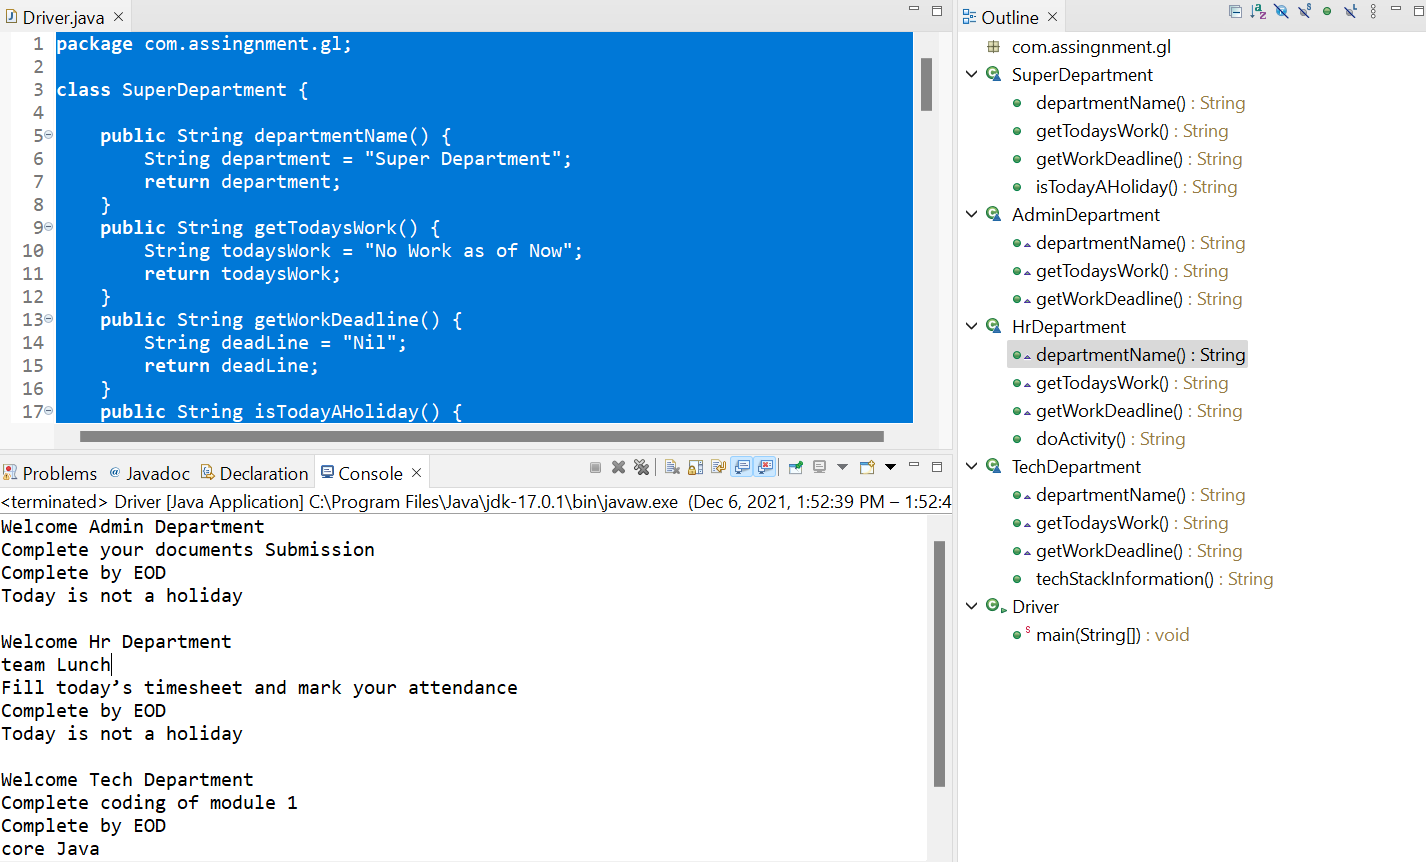 Driver.java
1 package com.assingnment.gl;
2
3 class SuperDepartment {
4
5 public String departmentName() {
6 String department = "Super Department";
7 return department;
8 }
9 public String getTodaysWork() {
10 String todaysWork = "No Work as of Now";
11 return todaysWork;
12 }
13 public String getWorkDeadline() {
14 String deadLine = "Nil";
15 return deadLine;
16 }
17 public String isTodayAHoliday() {
Problems @ Javadoc Declaration Console
<terminated> Driver [Java Application] C:\Program Files\Java\jdk-17.0.1\bin\javaw.exe (Dec 6, 2021, 1:52:39 PM – 1:52:4
Welcome Admin Department
Complete your documents Submission
Complete by EOD
Today is not a holiday
Welcome Hr Department
team Lunch
Fill today’s timesheet and mark your attendance
Complete by EOD
Today is not a holiday
Welcome Tech Department
Complete coding of module 1
Complete by EOD
core Java
Outline
com.assingnment.gl
SuperDepartment
departmentName() : String
getTodaysWork() : String
getWorkDeadline() : String
isTodayAHoliday() : String
AdminDepartment
departmentName() : String
getTodaysWork() : String
getWorkDeadline() : String
HrDepartment
departmentName() : String
getTodaysWork() : String
getWorkDeadline() : String
doActivity() : String
TechDepartment
departmentName() : String
getTodaysWork() : String
getWorkDeadline() : String
techStackInformation() : String
Driver
main(String[]) : void